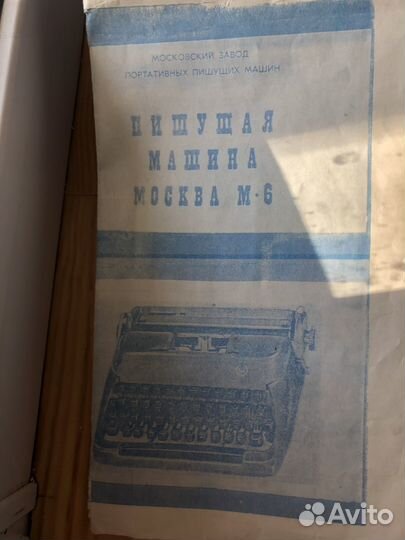 МОСКОВСКИЙ ЗАВОД
ПОРТАТИВНЫХ ПИШУЩИХ МАШИН
ПИШУЩАЯ
МАШИНА
МОСКВА М-6
Avito